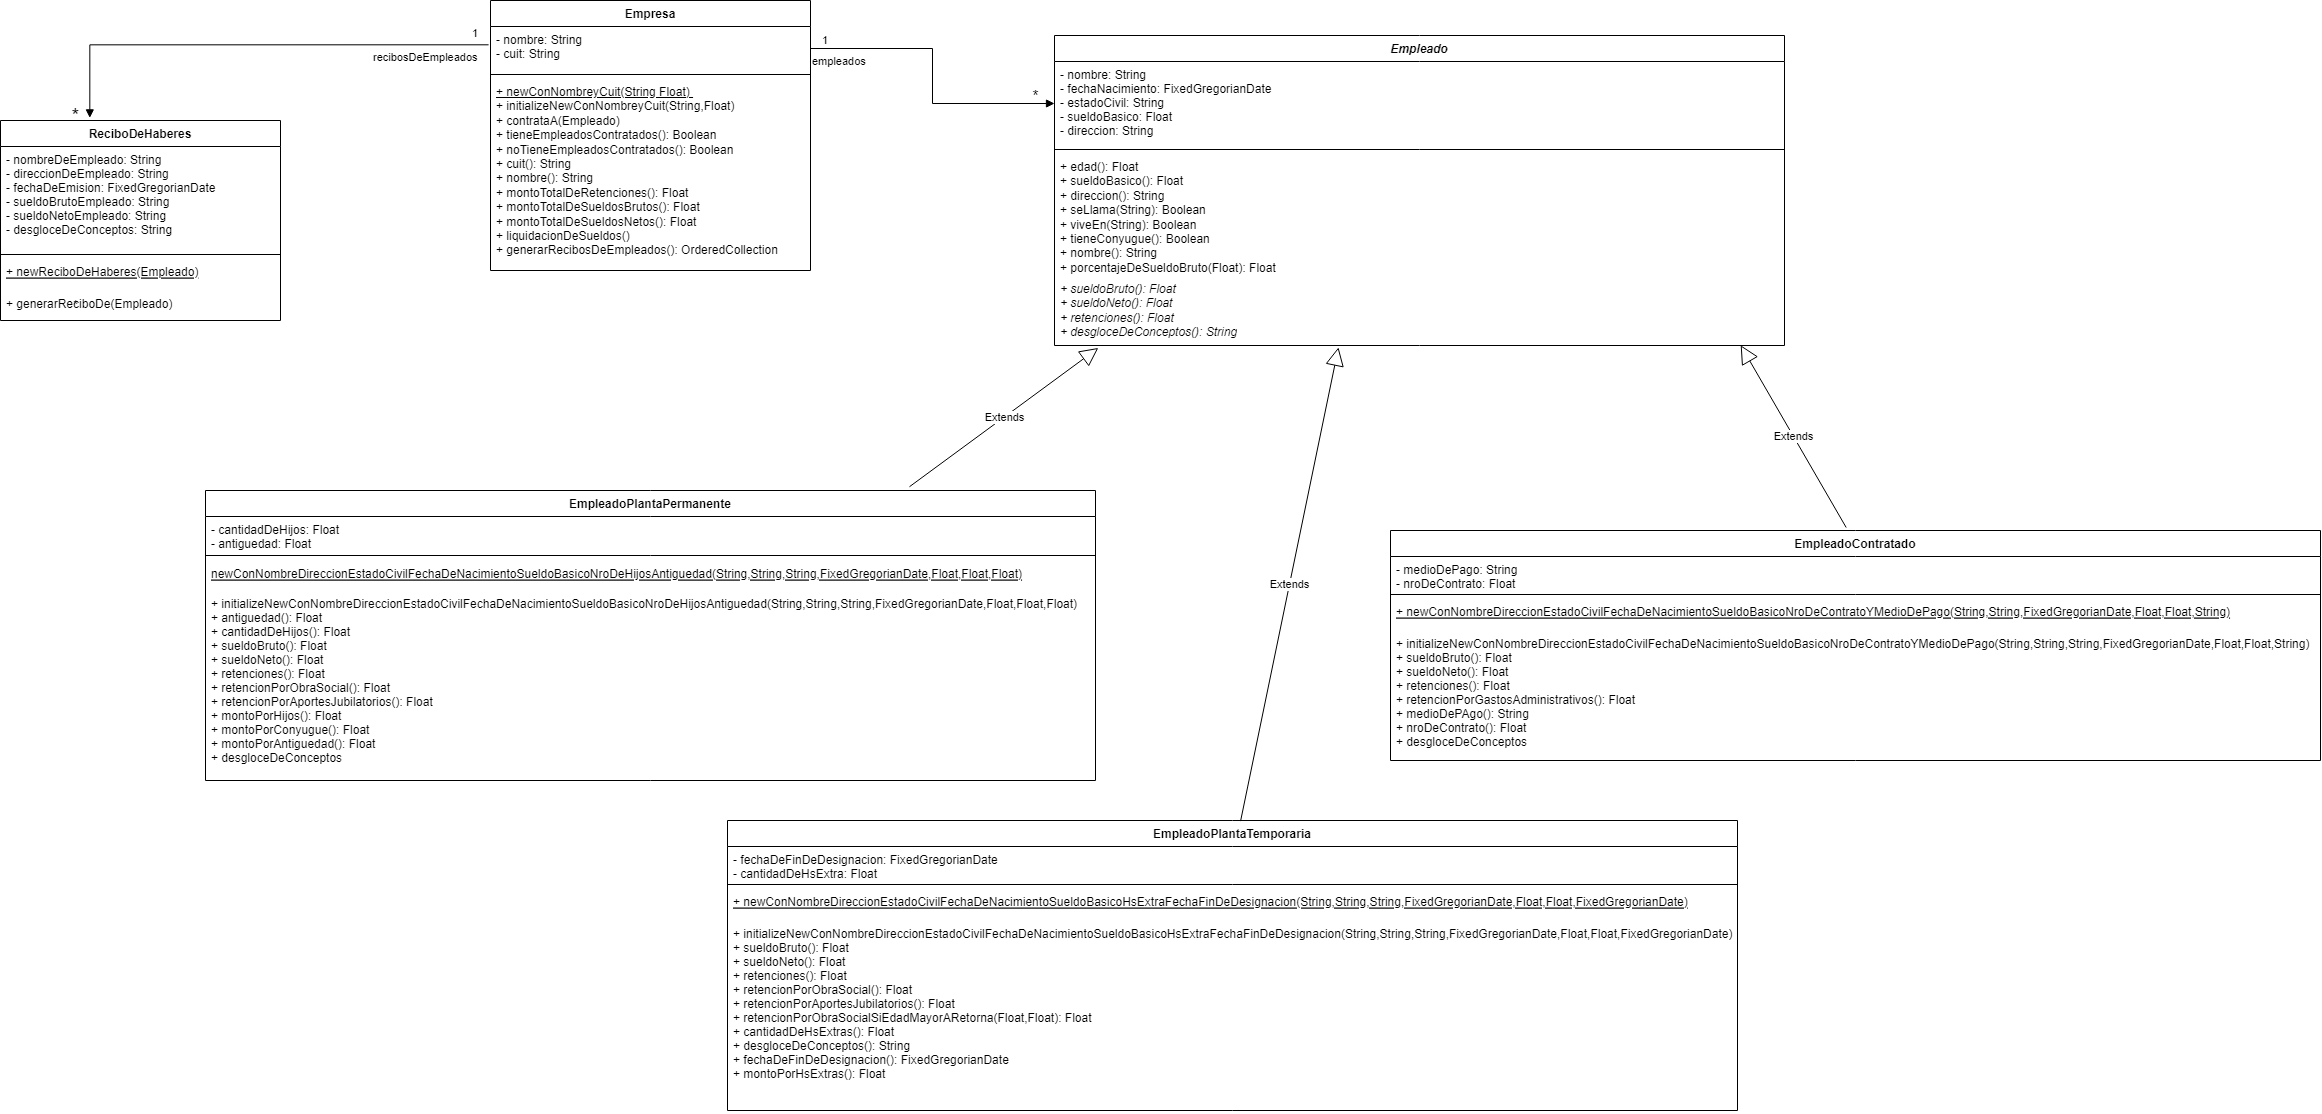 Empresa
- nombre: String
- cuit: String
+ newConNombreyCuit(String Float)
+ initializeNewConNombreyCuit(String,Float)
+ contrataA(Empleado)
+ tieneEmpleadosContratados(): Boolean
+ noTieneEmpleadosContratados(): Boolean
+ cuit(): String
+ nombre(): String
+ montoTotalDeRetenciones(): Float
+ montoTotalDeSueldosBrutos(): Float
+ montoTotalDeSueldosNetos(): Float
+ liquidacionDeSueldos()
+ generarRecibosDeEmpleados(): OrderedCollection
1
recibosDeEmpleados
*
1
empleados
*
ReciboDeHaberes
- nombreDeEmpleado: String
- direccionDeEmpleado: String
- fechaDeEmision: FixedGregorianDate
- sueldoBrutoEmpleado: String
- sueldoNetoEmpleado: String
- desgloceDeConceptos: String
+ newReciboDeHaberes(Empleado)
+ generarReciboDe(Empleado)
Empleado
- nombre: String
- fechaNacimiento: FixedGregorianDate
- estadoCivil: String
- sueldoBasico: Float
- direccion: String
+ edad(): Float
+ sueldoBasico(): Float
+ direccion(): String
+ seLlama(String): Boolean
+ viveEn(String): Boolean
+ tieneConyugue(): Boolean
+ nombre(): String
+ porcentajeDeSueldoBruto(Float): Float
+ sueldoBruto(): Float
+ sueldoNeto(): Float
+ retenciones(): Float
+ desgloceDeConceptos(): String
Extends
Extends
Extends
EmpleadoPlantaPermanente
- cantidadDeHijos: Float
- antiguedad: Float
newConNombreDireccionEstadoCivilFechaDeNacimientoSueldoBasicoNroDeHijosAntiguedad(String,String,String,FixedGregorianDate,Float,Float,Float)
+ initializeNewConNombreDireccionEstadoCivilFechaDeNacimientoSueldoBasicoNroDeHijosAntiguedad(String,String,String,FixedGregorianDate,Float,Float,Float)
+ antiguedad(): Float
+ cantidadDeHijos(): Float
+ sueldoBruto(): Float
+ sueldoNeto(): Float
+ retenciones(): Float
+ retencionPorObraSocial(): Float
+ retencionPorAportesJubilatorios(): Float
+ montoPorHijos(): Float
+ montoPorConyugue(): Float
+ montoPorAntiguedad(): Float
+ desgloceDeConceptos
EmpleadoContratado
- medioDePago: String
- nroDeContrato: Float
+ newConNombreDireccionEstadoCivilFechaDeNacimientoSueldoBasicoNroDeContratoYMedioDePago(String,String,FixedGregorianDate,Float,Float,String)
+ initializeNewConNombreDireccionEstadoCivilFechaDeNacimientoSueldoBasicoNroDeContratoYMedioDePago(String,String,String,FixedGregorianDate,Float,Float,String)
+ sueldoBruto(): Float
+ sueldoNeto(): Float
+ retenciones(): Float
+ retencionPorGastosAdministrativos(): Float
+ medioDePAgo(): String
+ nroDeContrato(): Float
+ desgloceDeConceptos
EmpleadoPlantaTemporaria
- fechaDeFinDeDesignacion: FixedGregorianDate
- cantidadDeHsExtra: Float
+ newConNombreDireccionEstadoCivilFechaDeNacimientoSueldoBasicoHsExtraFechaFinDeDesignacion(String,String,String,FixedGregorianDate,Float,Float,FixedGregorianDate)
+ initializeNewConNombreDireccionEstadoCivilFechaDeNacimientoSueldoBasicoHsExtraFechaFinDeDesignacion(String,String,String,FixedGregorianDate,Float,Float,FixedGregorianDate)
+ sueldoBruto(): Float
+ sueldoNeto(): Float
+ retenciones(): Float
+ retencionPorObraSocial(): Float
+ retencionPorAportesJubilatorios(): Float
+ retencionPorObraSocialSiEdadMayorARetorna(Float,Float): Float
+ cantidadDeHsExtras(): Float
+ desgloceDeConceptos(): String
+ fechaDeFinDeDesignacion(): FixedGregorianDate
+ montoPorHsExtras(): Float